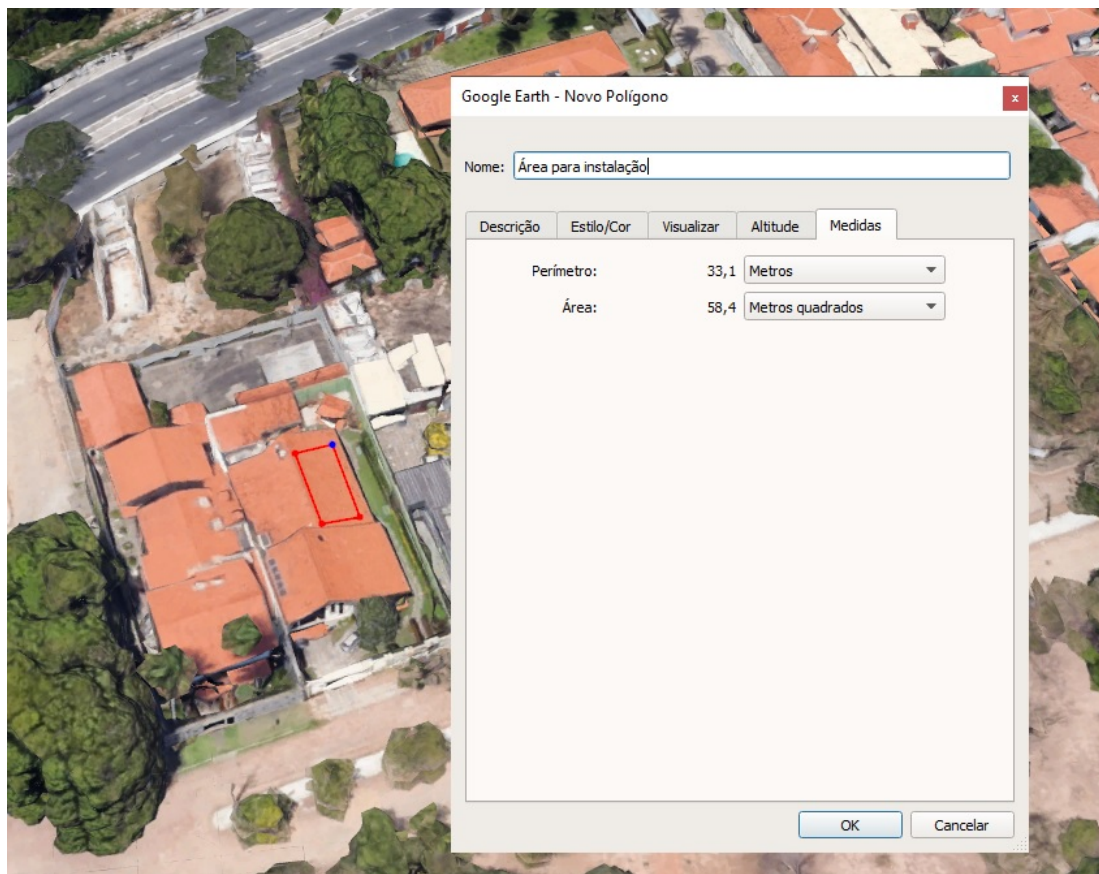 Google Earth - Novo Polígono
x
Nome: Área para instalação
Descrição Estilo/Cor Visualizar Altitude Medidas
Perímetro: 33,1 Metros
Área: 58,4 Metros quadrados
OK Cancelar